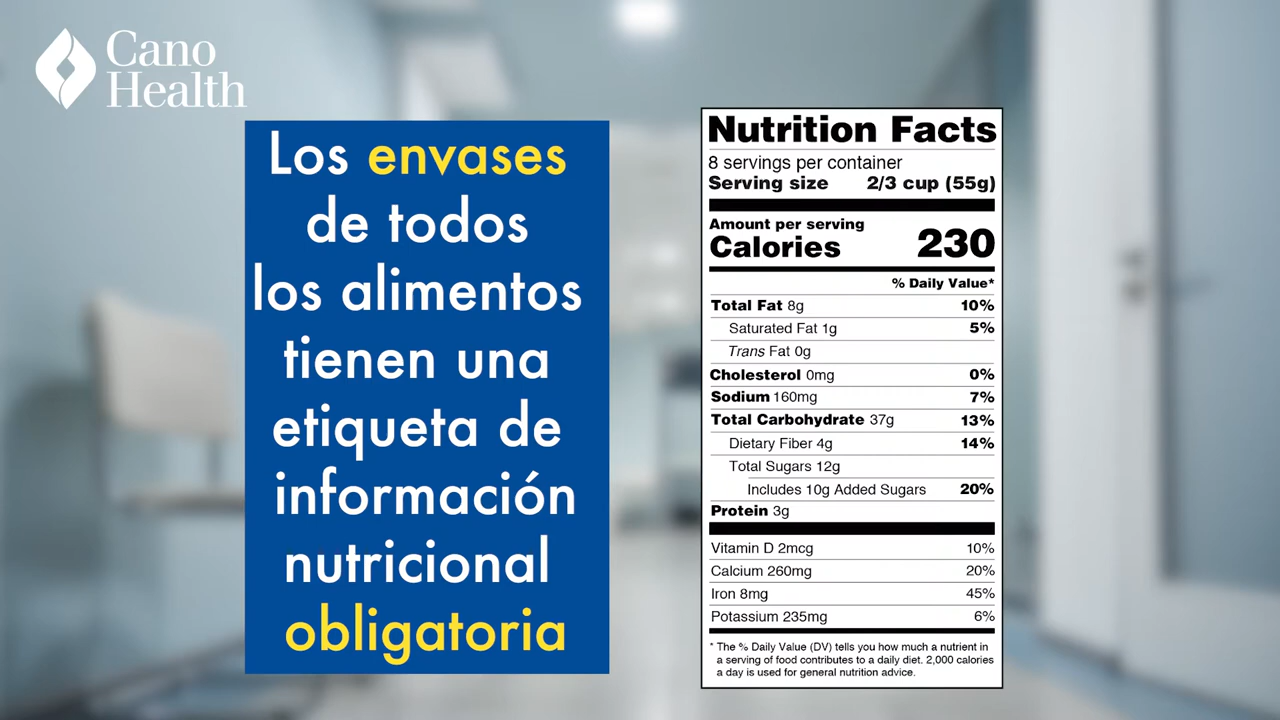 Cano
Health
Los envases
de todos
los alimentos
tienen una
etiqueta de
información
nutricional
obligatoria
Nutrition Facts
8 servings per container
Serving size 2/3 cup (55g)
Amount per serving
Calories 230
% Daily Value*
Total Fat 8g 10%
Saturated Fat 1g 5%
Trans Fat 0g
Cholesterol 0mg 0%
Sodium 160mg 7%
Total Carbohydrate 37g 13%
Dietary Fiber 4g 14%
Total Sugars 12g
Includes 10g Added Sugars 20%
Protein 3g
Vitamin D 2mcg 10%
Calcium 260mg 20%
Iron 8mg 45%
Potassium 235mg 6%
* The % Daily Value (DV) tells you how much a nutrient in
a serving of food contributes to a daily diet. 2,000 calories
a day is used for general nutrition advice.